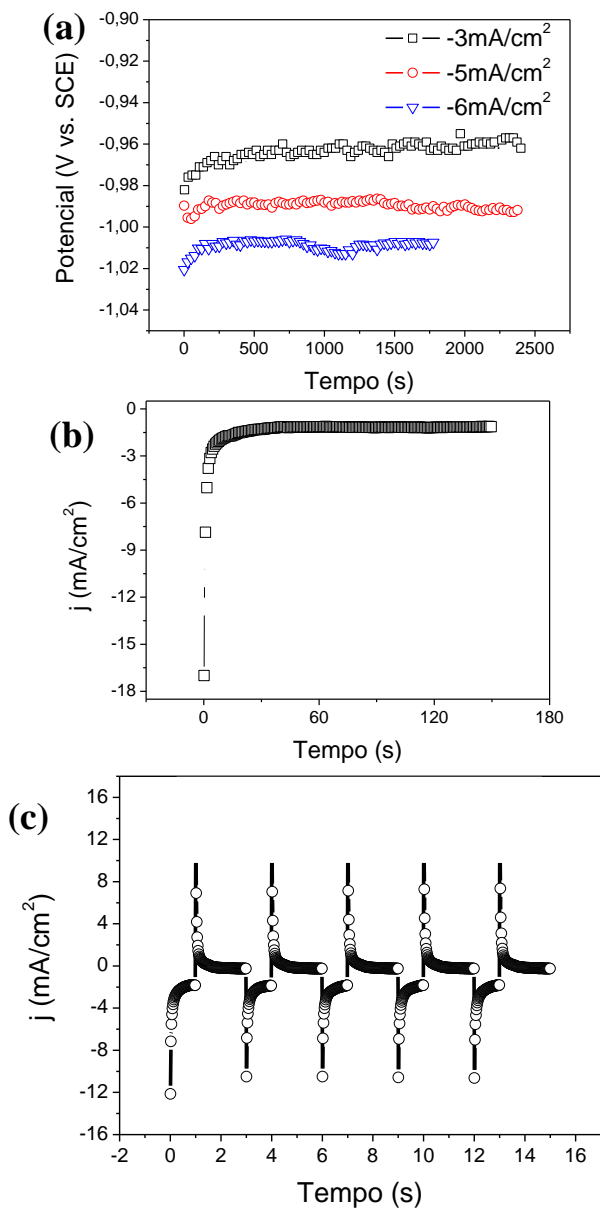 (a)
-0,90
-0,92
-0,94
-0,96
-0,98
-1,00
-1,02
-1,04
Potencial (V vs. SCE)
-3mA/cm²
-5mA/cm²
-6mA/cm²
0 500 1000 1500 2000 2500
Tempo (s)
(b)
0
-3
-6
-9
-12
-15
-18
j (mA/cm²)
0 60 120 180
Tempo (s)
(c)
16
12
8
4
0
-4
-8
-12
-16
j (mA/cm²)
-2 0 2 4 6 8 10 12 14 16
Tempo (s)